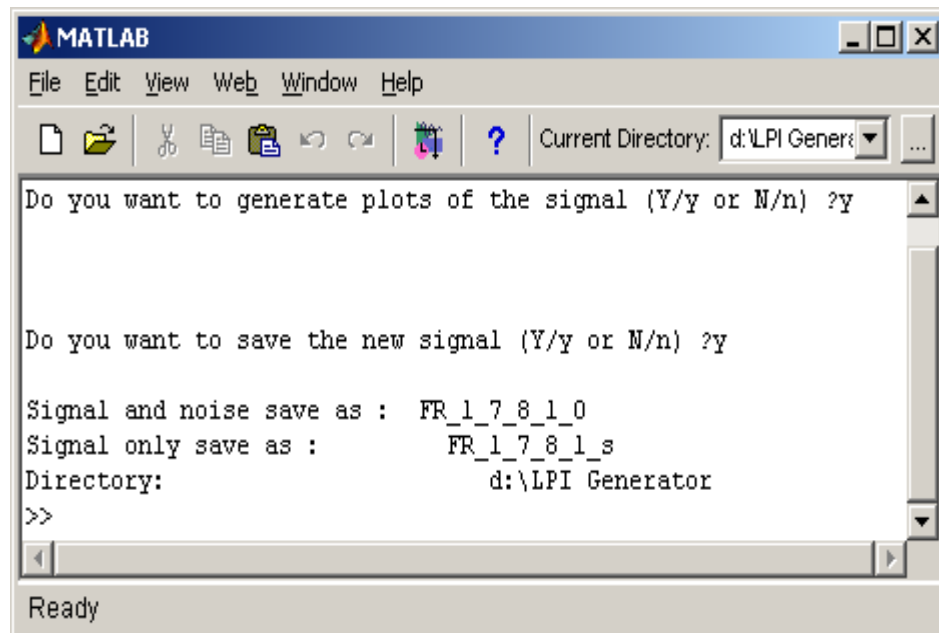 MATLAB
File Edit View Web Window Help
? Current Directory: d:\LPI Genera ...
Do you want to generate plots of the signal (Y/y or N/n) ?y
Do you want to save the new signal (Y/y or N/n) ?y
Signal and noise save as : FR_1_7_8_1_0
Signal only save as : FR_1_7_8_1_s
Directory: d:\LPI Generator
>>
Ready